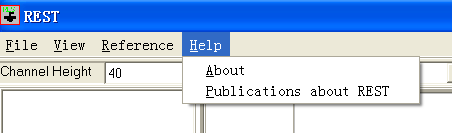 REST
File View Reference Help
Channel Height 40
About
Publications about REST